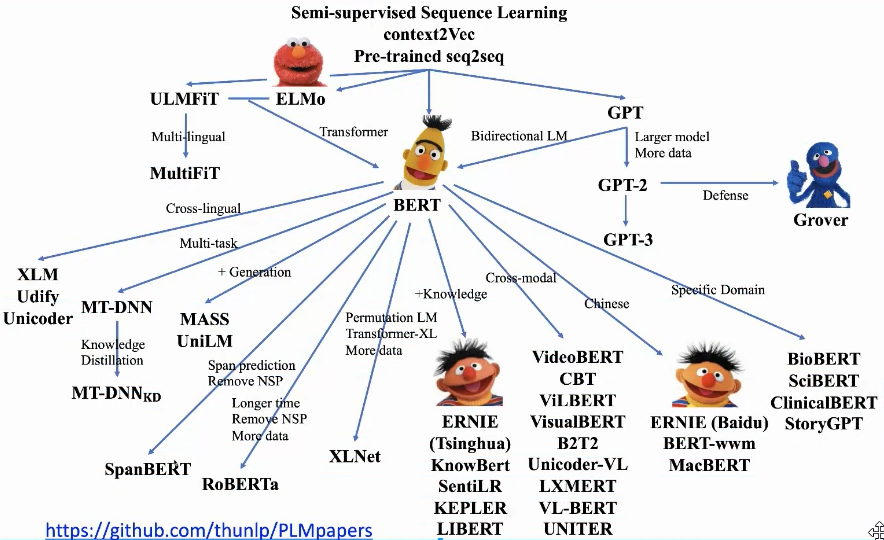 Semi-supervised Sequence Learning
context2Vec
Pre-trained seq2seq
ULMFiT
ELMo
GPT
Multi-lingual
Transformer
Bidirectional LM
Larger model
More data
MultiFiT
BERT
GPT-2
Defense
Grover
GPT-3
Cross-lingual
Multi-task
+ Generation
+Knowledge
Cross-modal
Chinese
Specific Domain
XLM
Udify
Unicoder
MT-DNN
Knowledge
Distillation
MT-DNNKD
MASS
UniLM
Span prediction
Remove NSP
SpanBERT
Longer time
Remove NSP
More data
RoBERTa
Permutation LM
Transformer-XL
More data
XLNet
ERNIE
(Tsinghua)
KnowBert
SentiLR
KEPLER
LIBERT
VideoBERT
CBT
ViLBERT
VisualBERT
B2T2
Unicoder-VL
LXMERT
VL-BERT
UNITER
ERNIE (Baidu)
BERT-wwm
MacBERT
BioBERT
SciBERT
ClinicalBERT
StoryGPT
https://github.com/thunlp/PLMpapers